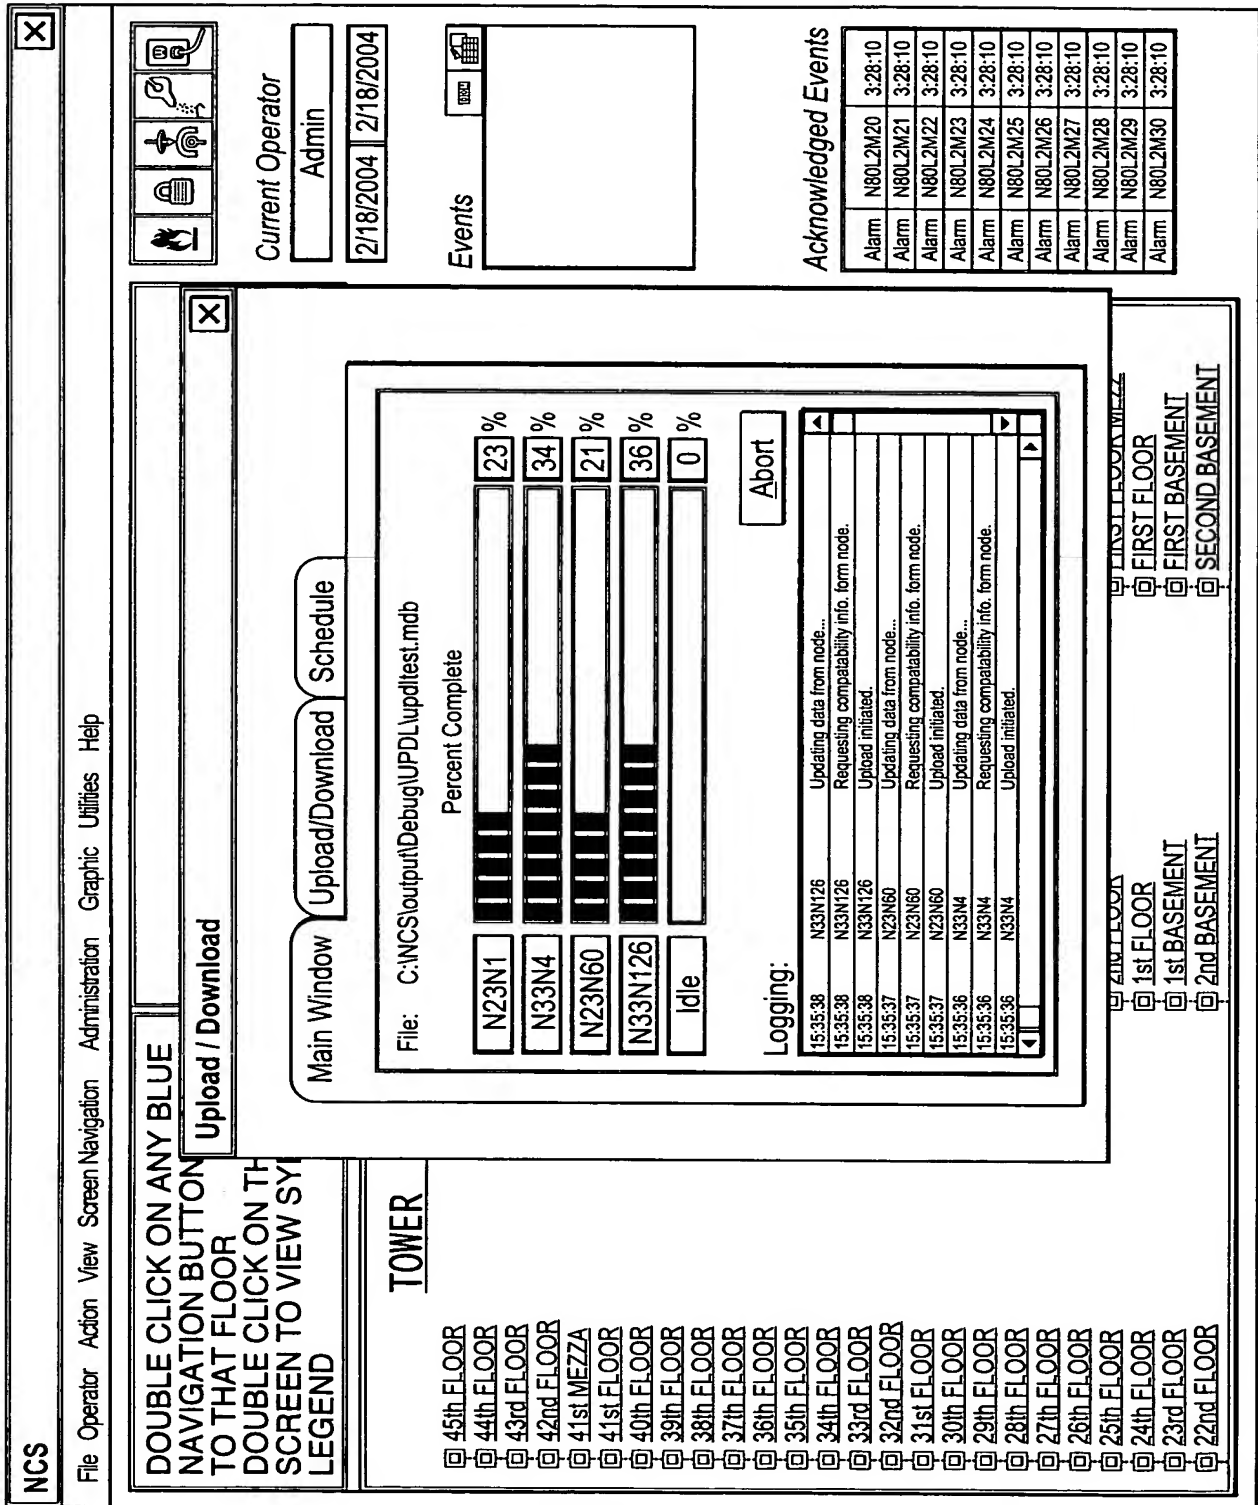 NCS
File Operator Action View Screen Navigation Administration Graphic Utilities Help
DOUBLE CLICK ON ANY BLUE
NAVIGATION BUTTON
TO THAT FLOOR
DOUBLE CLICK ON TH
SCREEN TO VIEW SY
LEGEND
Current Operator
Admin
2/18/2004 2/18/2004
Events
Acknowledged Events
Alarm N80L2M20 3:28:10
Alarm N80L2M21 3:28:10
Alarm N80L2M22 3:28:10
Alarm N80L2M23 3:28:10
Alarm N80L2M24 3:28:10
Alarm N80L2M25 3:28:10
Alarm N80L2M26 3:28:10
Alarm N80L2M27 3:28:10
Alarm N80L2M28 3:28:10
Alarm N80L2M29 3:28:10
Alarm N80L2M30 3:28:10
Upload / Download
Main Window Upload/Download Schedule
File: C:\NCS\output\Debug\UPDL\updltest.mdb
Percent Complete
N23N1 23 %
N33N4 34 %
N23N60 21 %
N33N126 36 %
Idle 0 %
Abort
Logging:
15:35:38 N33N126 Updating data from node...
15:35:38 N33N126 Requesting compatability info. form node.
15:35:38 N33N126 Upload initiated.
15:35:37 N23N60 Updating data from node...
15:35:37 N23N60 Requesting compatability info. form node.
15:35:37 N23N60 Upload initiated.
15:35:36 N33N4 Updating data from node...
15:35:36 N33N4 Requesting compatability info. form node.
15:35:36 N33N4 Upload initiated.
TOWER
45th FLOOR
44th FLOOR
43rd FLOOR
42nd FLOOR
41st MEZZA
41st FLOOR
40th FLOOR
39th FLOOR
38th FLOOR
37th FLOOR
36th FLOOR
35th FLOOR
34th FLOOR
33rd FLOOR
32nd FLOOR
31st FLOOR
30th FLOOR
29th FLOOR
28th FLOOR
27th FLOOR
26th FLOOR
25th FLOOR
24th FLOOR
23rd FLOOR
22nd FLOOR
2nd FLOOR
1st FLOOR
1st BASEMENT
2nd BASEMENT
FIRST FLOOR MEZZ
FIRST FLOOR
FIRST BASEMENT
SECOND BASEMENT